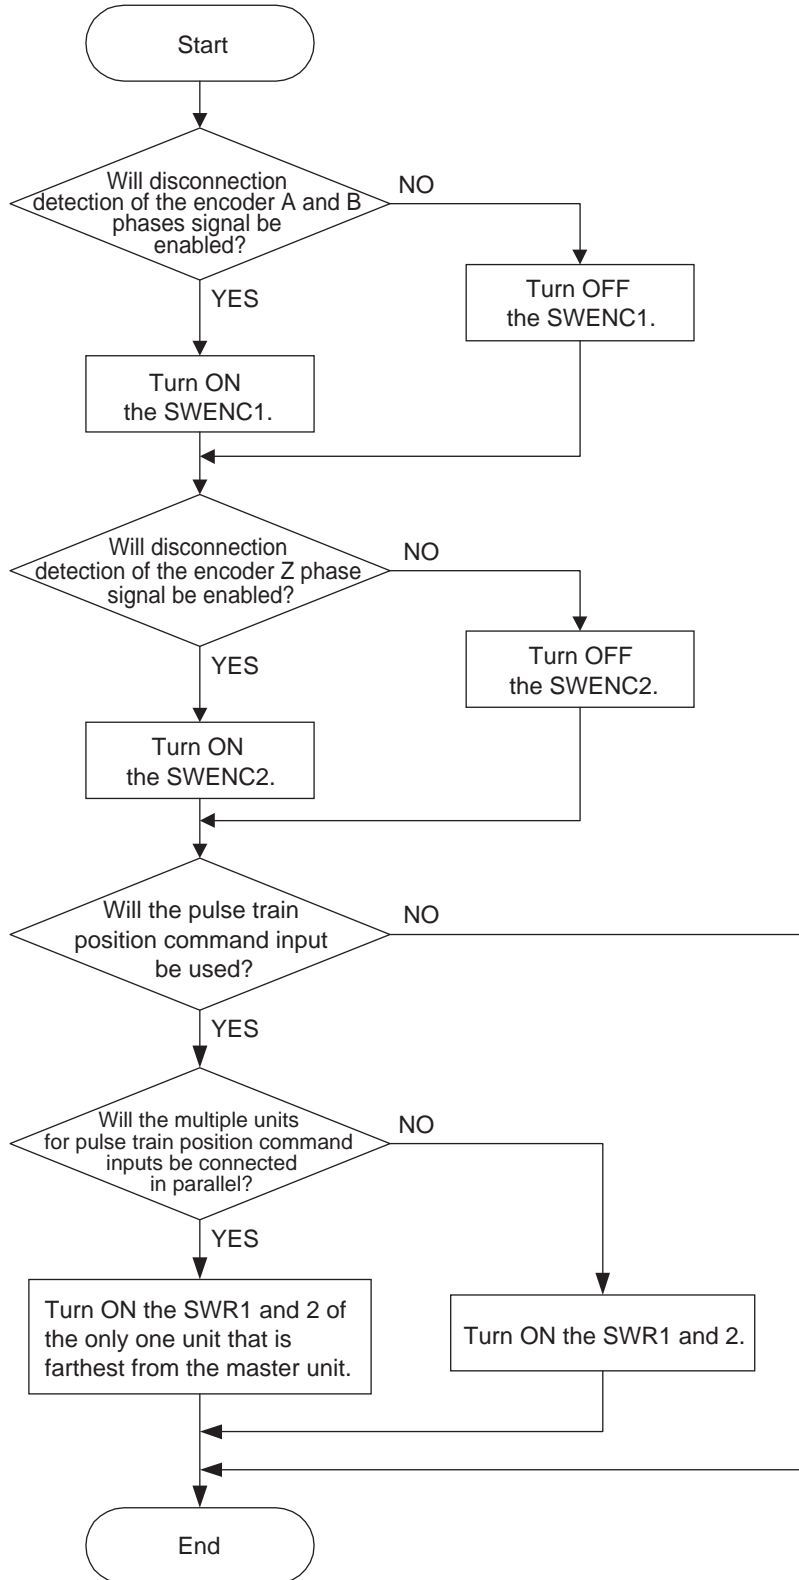 Start
Will disconnection
detection of the encoder A and B
phases signal be
enabled?
NO
YES
Turn OFF
the SWENC1.
Turn ON
the SWENC1.
Will disconnection
detection of the encoder Z phase
signal be enabled?
NO
YES
Turn OFF
the SWENC2.
Turn ON
the SWENC2.
Will the pulse train
position command input
be used?
NO
YES
Will the multiple units
for pulse train position command
inputs be connected
in parallel?
NO
YES
Turn ON the SWR1 and 2 of
the only one unit that is
farthest from the master unit.
Turn ON the SWR1 and 2.
End